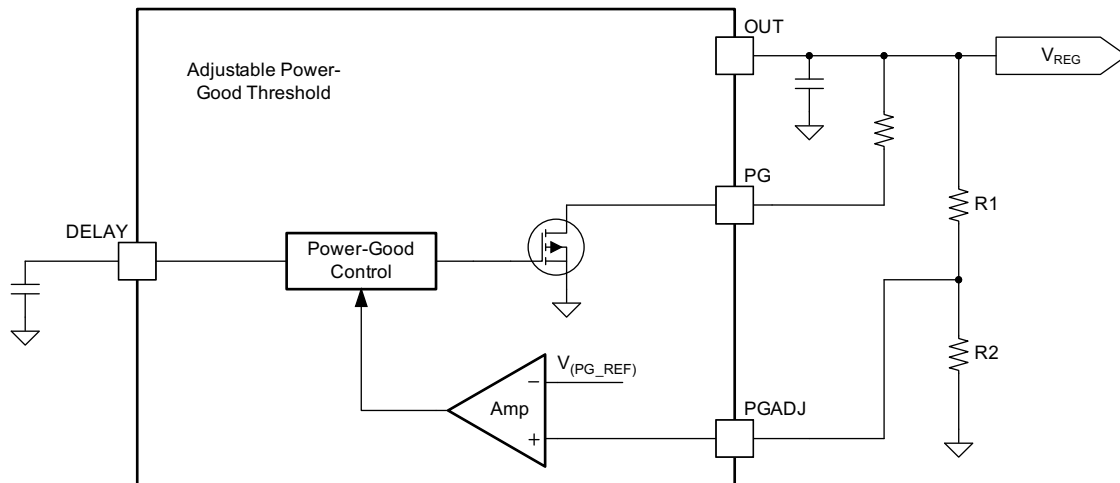 OUT
Adjustable Power-
Good Threshold
V_REG
PG
R1
DELAY
Power-Good
Control
R2
V_(PG_REF)
−
Amp
PGADJ
+